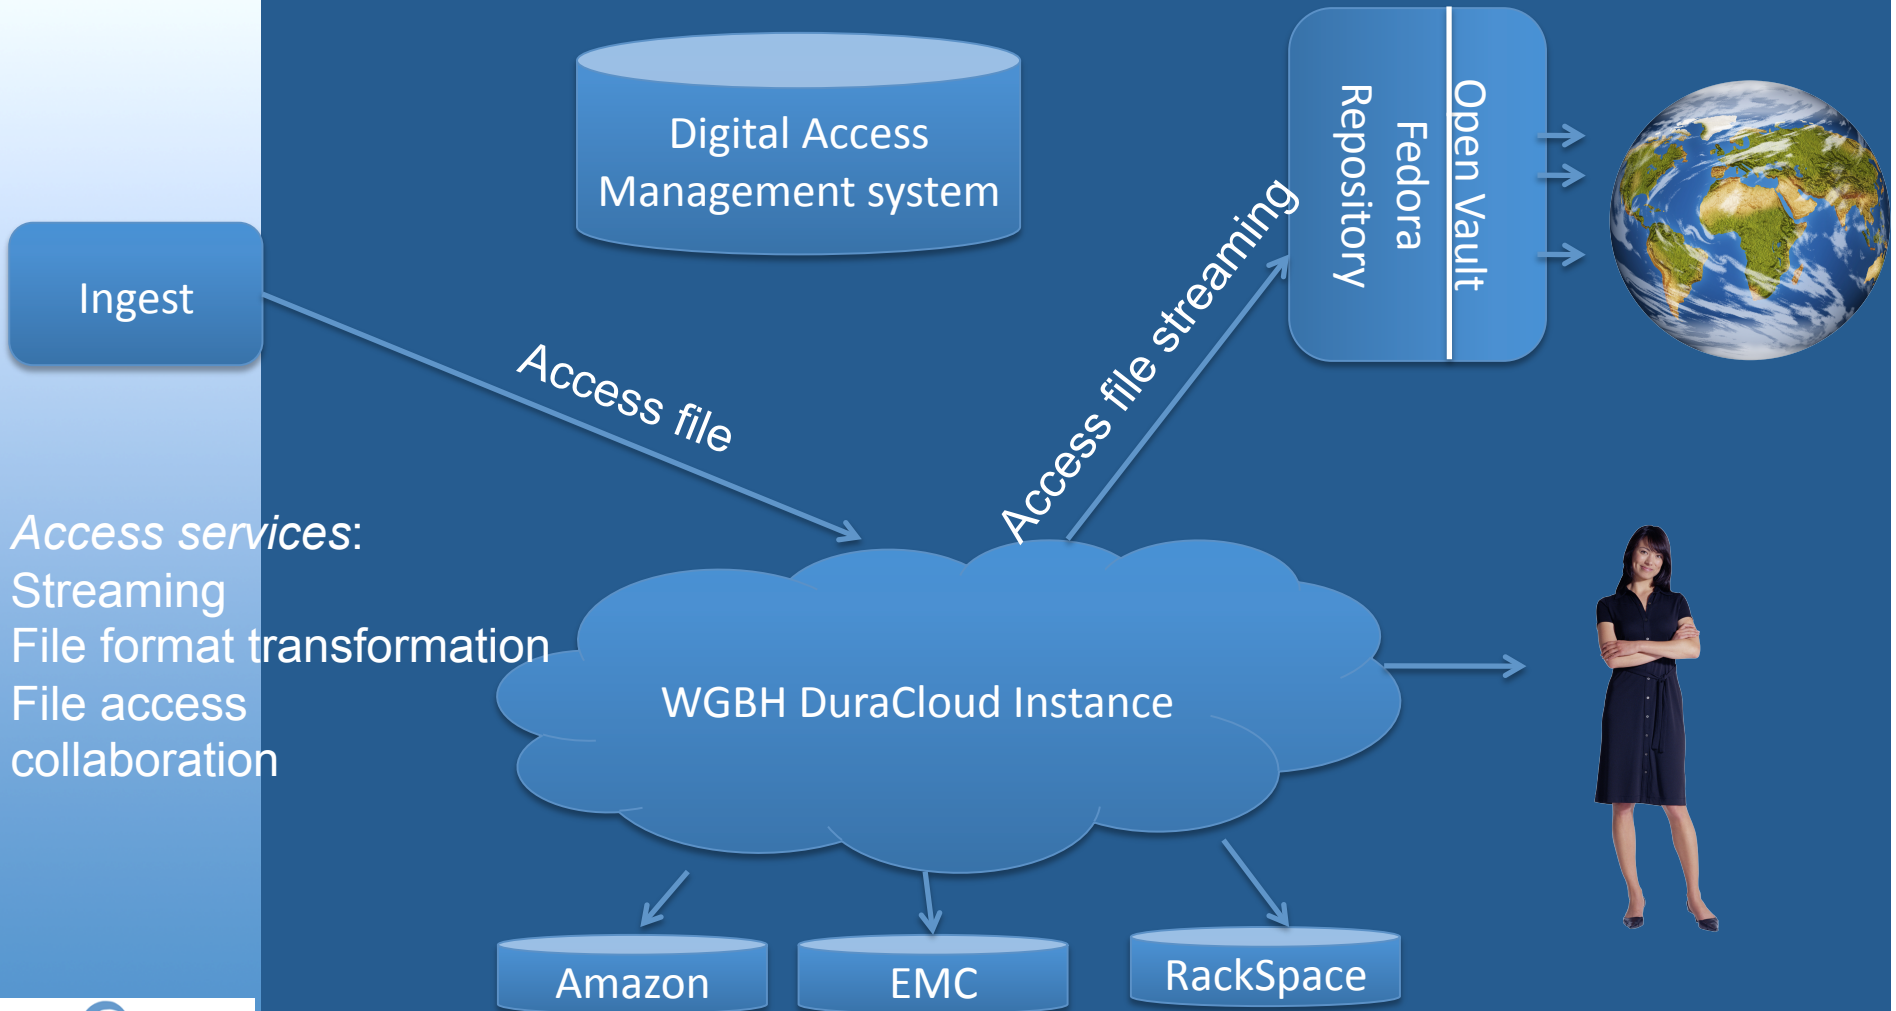 Digital Access
Management system
Open Vault
Fedora
Repository
Ingest
Access file
Access file streaming
Access services:
Streaming
File format transformation
File access
collaboration
WGBH DuraCloud Instance
Amazon
EMC
RackSpace